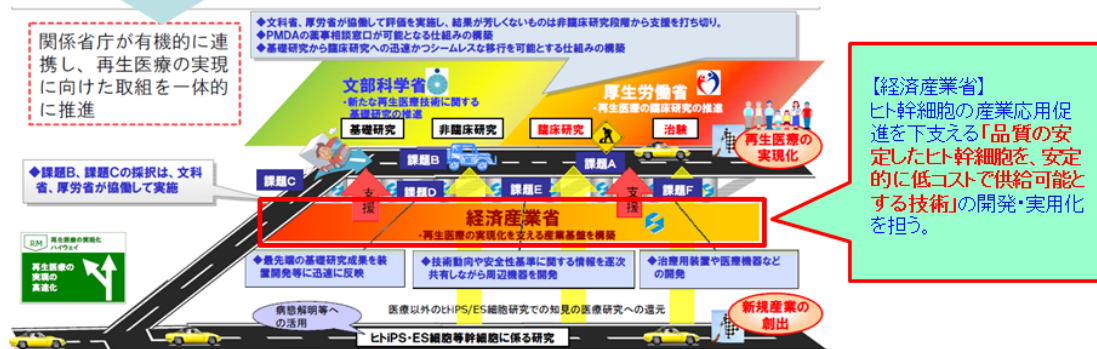 ◆文科省、厚労省が協働して評価を実施し、結果が芳しくないものは非臨床研究段階から支援を打ち切り。
◆PMDAの薬事相談窓口が可能となる仕組みの構築
◆基礎研究から臨床研究への迅速かつシームレスな移行を可能とする仕組みの構築
関係省庁が有機的に連
携し、再生医療の実現
に向けた取組を一体的
に推進
文部科学省
・新たな再生医療技術に関する
基礎研究の推進
厚生労働省
・再生医療の臨床研究の推進
基礎研究
非臨床研究
臨床研究
治験
再生医療の
実現化
課題B
課題A
◆課題B、課題Cの採択は、文科
省、厚労省が協働して実施
課題C
支援
課題D
課題E
支援
課題F
経済産業省
・再生医療の実現化を支える産業基盤を構築
【経済産業省】
ヒト幹細胞の産業応用促
進を下支える「品質の安
定したヒト幹細胞を、安定
的に低コストで供給可能と
する技術」の開発・実用化
を担う。
RM
再生医療の実現化
ハイウェイ
再生医療の
実現の
高速化
◆最先端の基礎研究成果を装
置開発等に迅速に反映
◆技術動向や安全性基準に関する情報を逐次
共有しながら周辺機器を開発
◆治療用装置や医療機器など
の開発
病態解明等へ
の活用
医療以外のヒトiPS/ES細胞研究での知見の医療研究への還元
新規産業の
創出
ヒトiPS・ES細胞等幹細胞に係る研究